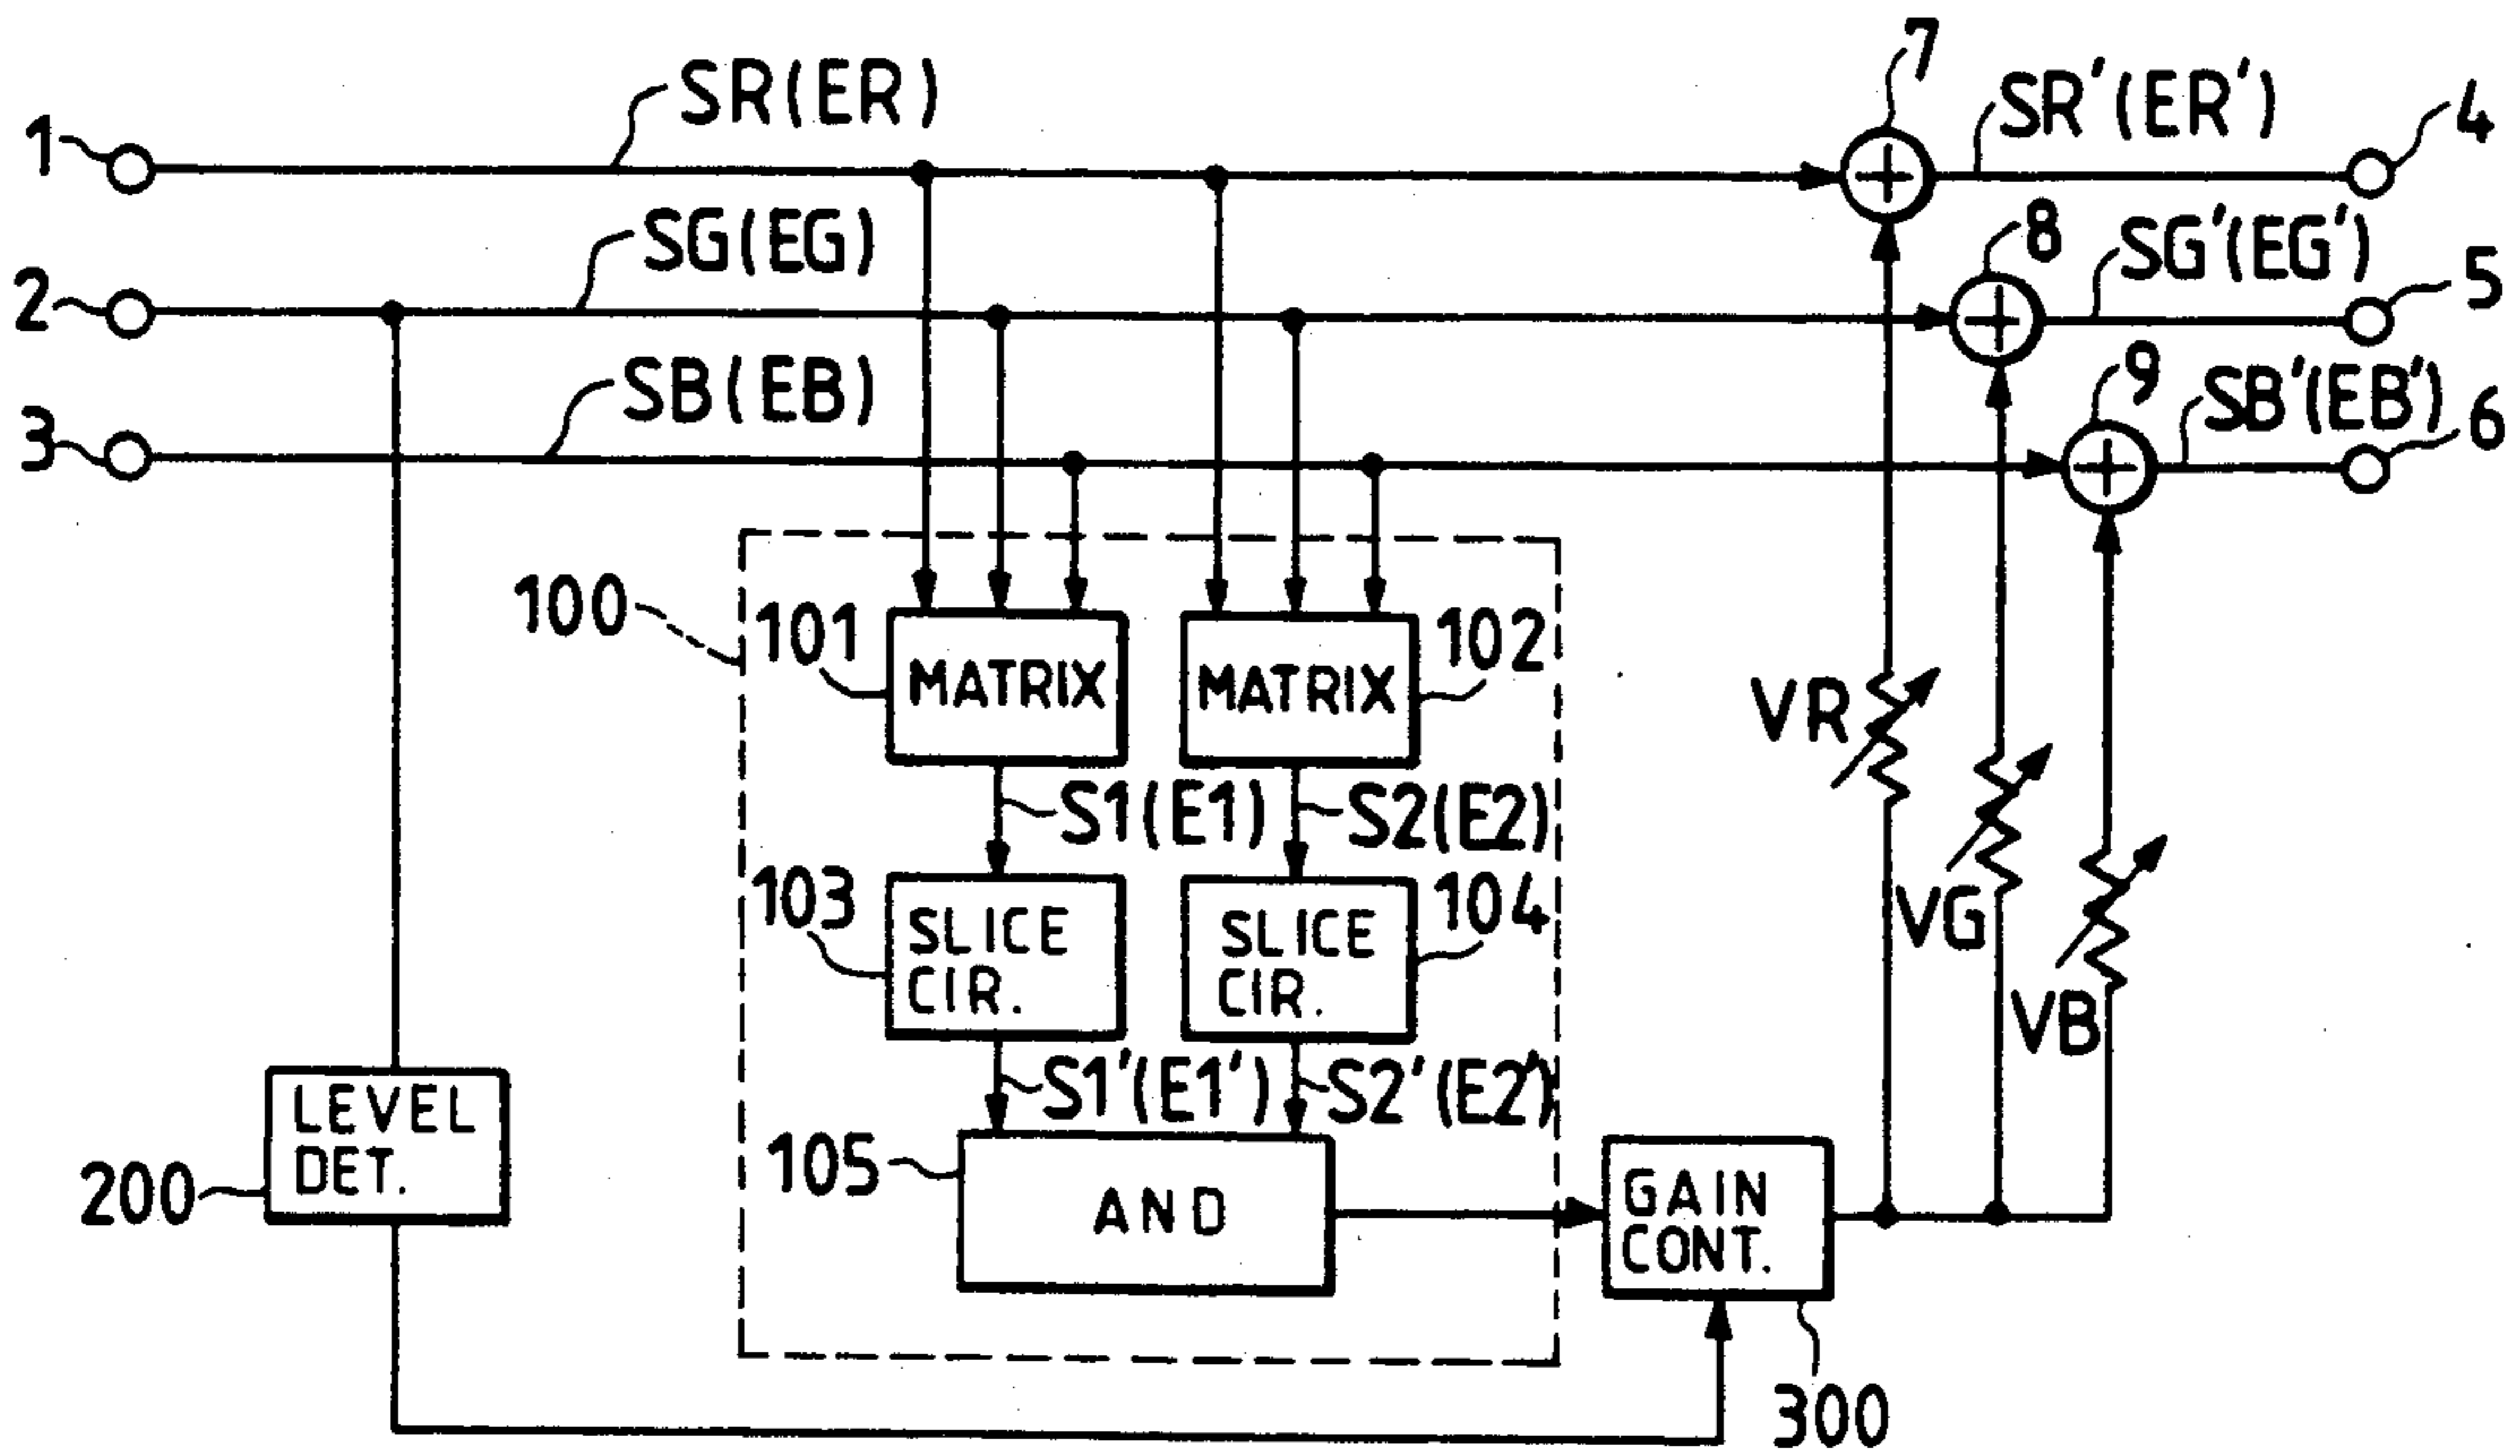 7
SR(ER)
SR'(ER')
4
1
SG(EG)
8
SG'(EG')
5
2
SB(EB)
9
SB'(EB')
6
3
100
101
MATRIX
MATRIX
102
VR
S1(E1)
S2(E2)
103
SLICE
CIR.
SLICE
CIR.
104
VG
VB
LEVEL
DET.
S1'(E1')
S2'(E2')
200
105
AND
GAIN
CONT.
300